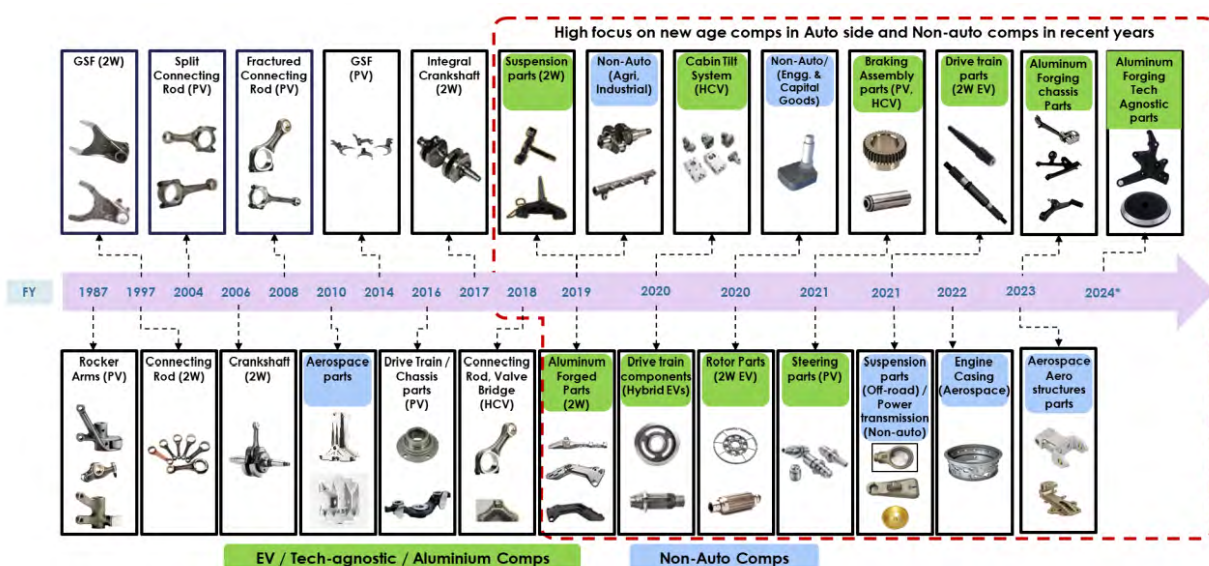 High focus on new age comps in Auto side and Non-auto comps in recent years
GSF (2W)
Split
Connecting
Rod (PV)
Fractured
Connecting
Rod (PV)
GSF
(PV)
Integral
Crankshaft
(2W)
Suspension
parts (2W)
Non-Auto
(Agri,
Industrial)
Cabin Tilt
System
(HCV)
Non-Auto/
(Engg. &
Capital
Goods)
Braking
Assembly
parts (PV,
HCV)
Drive train
parts
(2W EV)
Aluminum
Forging
chassis
Parts
Aluminum
Forging
Tech
Agnostic
parts
FY
1987
1997
2004
2006
2008
2010
2014
2016
2017
2018
2019
2020
2020
2021
2021
2022
2023
2024*
Rocker
Arms (PV)
Connecting
Rod (2W)
Crankshaft
(2W)
Aerospace
parts
Drive Train /
Chassis
parts
(PV)
Connecting
Rod, Valve
Bridge
(HCV)
Aluminum
Forged
Parts
(2W)
Drive train
components
(Hybrid EVs)
Rotor Parts
(2W EV)
Steering
parts (PV)
Suspension
parts
(Off-road) /
Power
transmission
(Non-auto)
Engine
Casing
(Aerospace)
Aerospace
Aero
structures
parts
EV / Tech-agnostic / Aluminium Comps
Non-Auto Comps